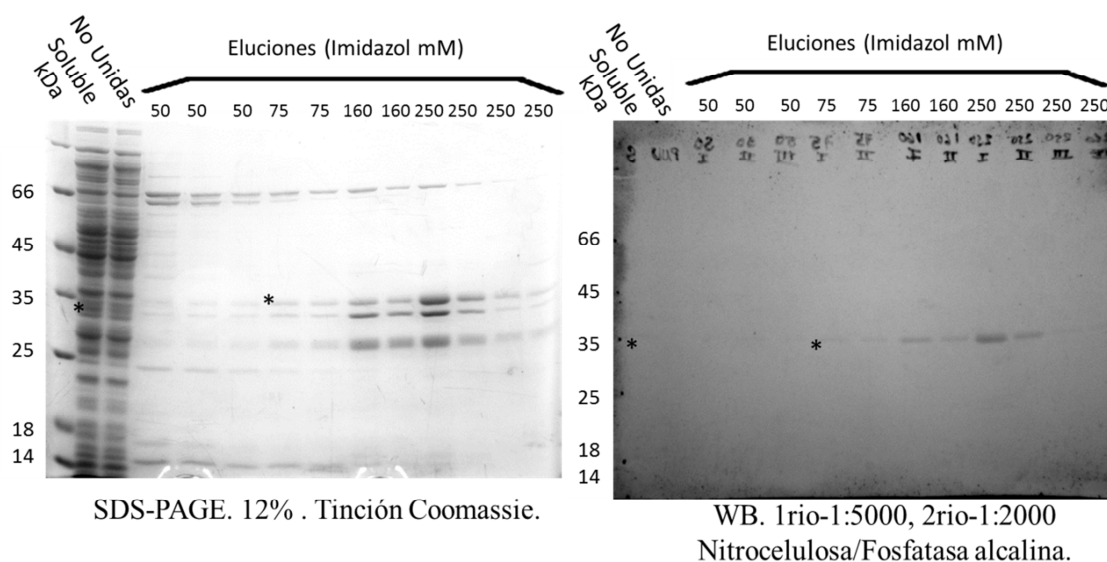 No Unidas
Soluble
kDa
Eluciones (Imidazol mM)
50 50 50 75 75 160 160 250 250 250 250
66
45
35
25
18
14
*
*
SDS-PAGE. 12% . Tinción Coomassie.
No Unidas
Soluble
kDa
Eluciones (Imidazol mM)
50 50 50 75 75 160 160 250 250 250 250
66
45
35
25
18
14
*
*
WB. 1rio-1:5000, 2rio-1:2000
Nitrocelulosa/Fosfatasa alcalina.